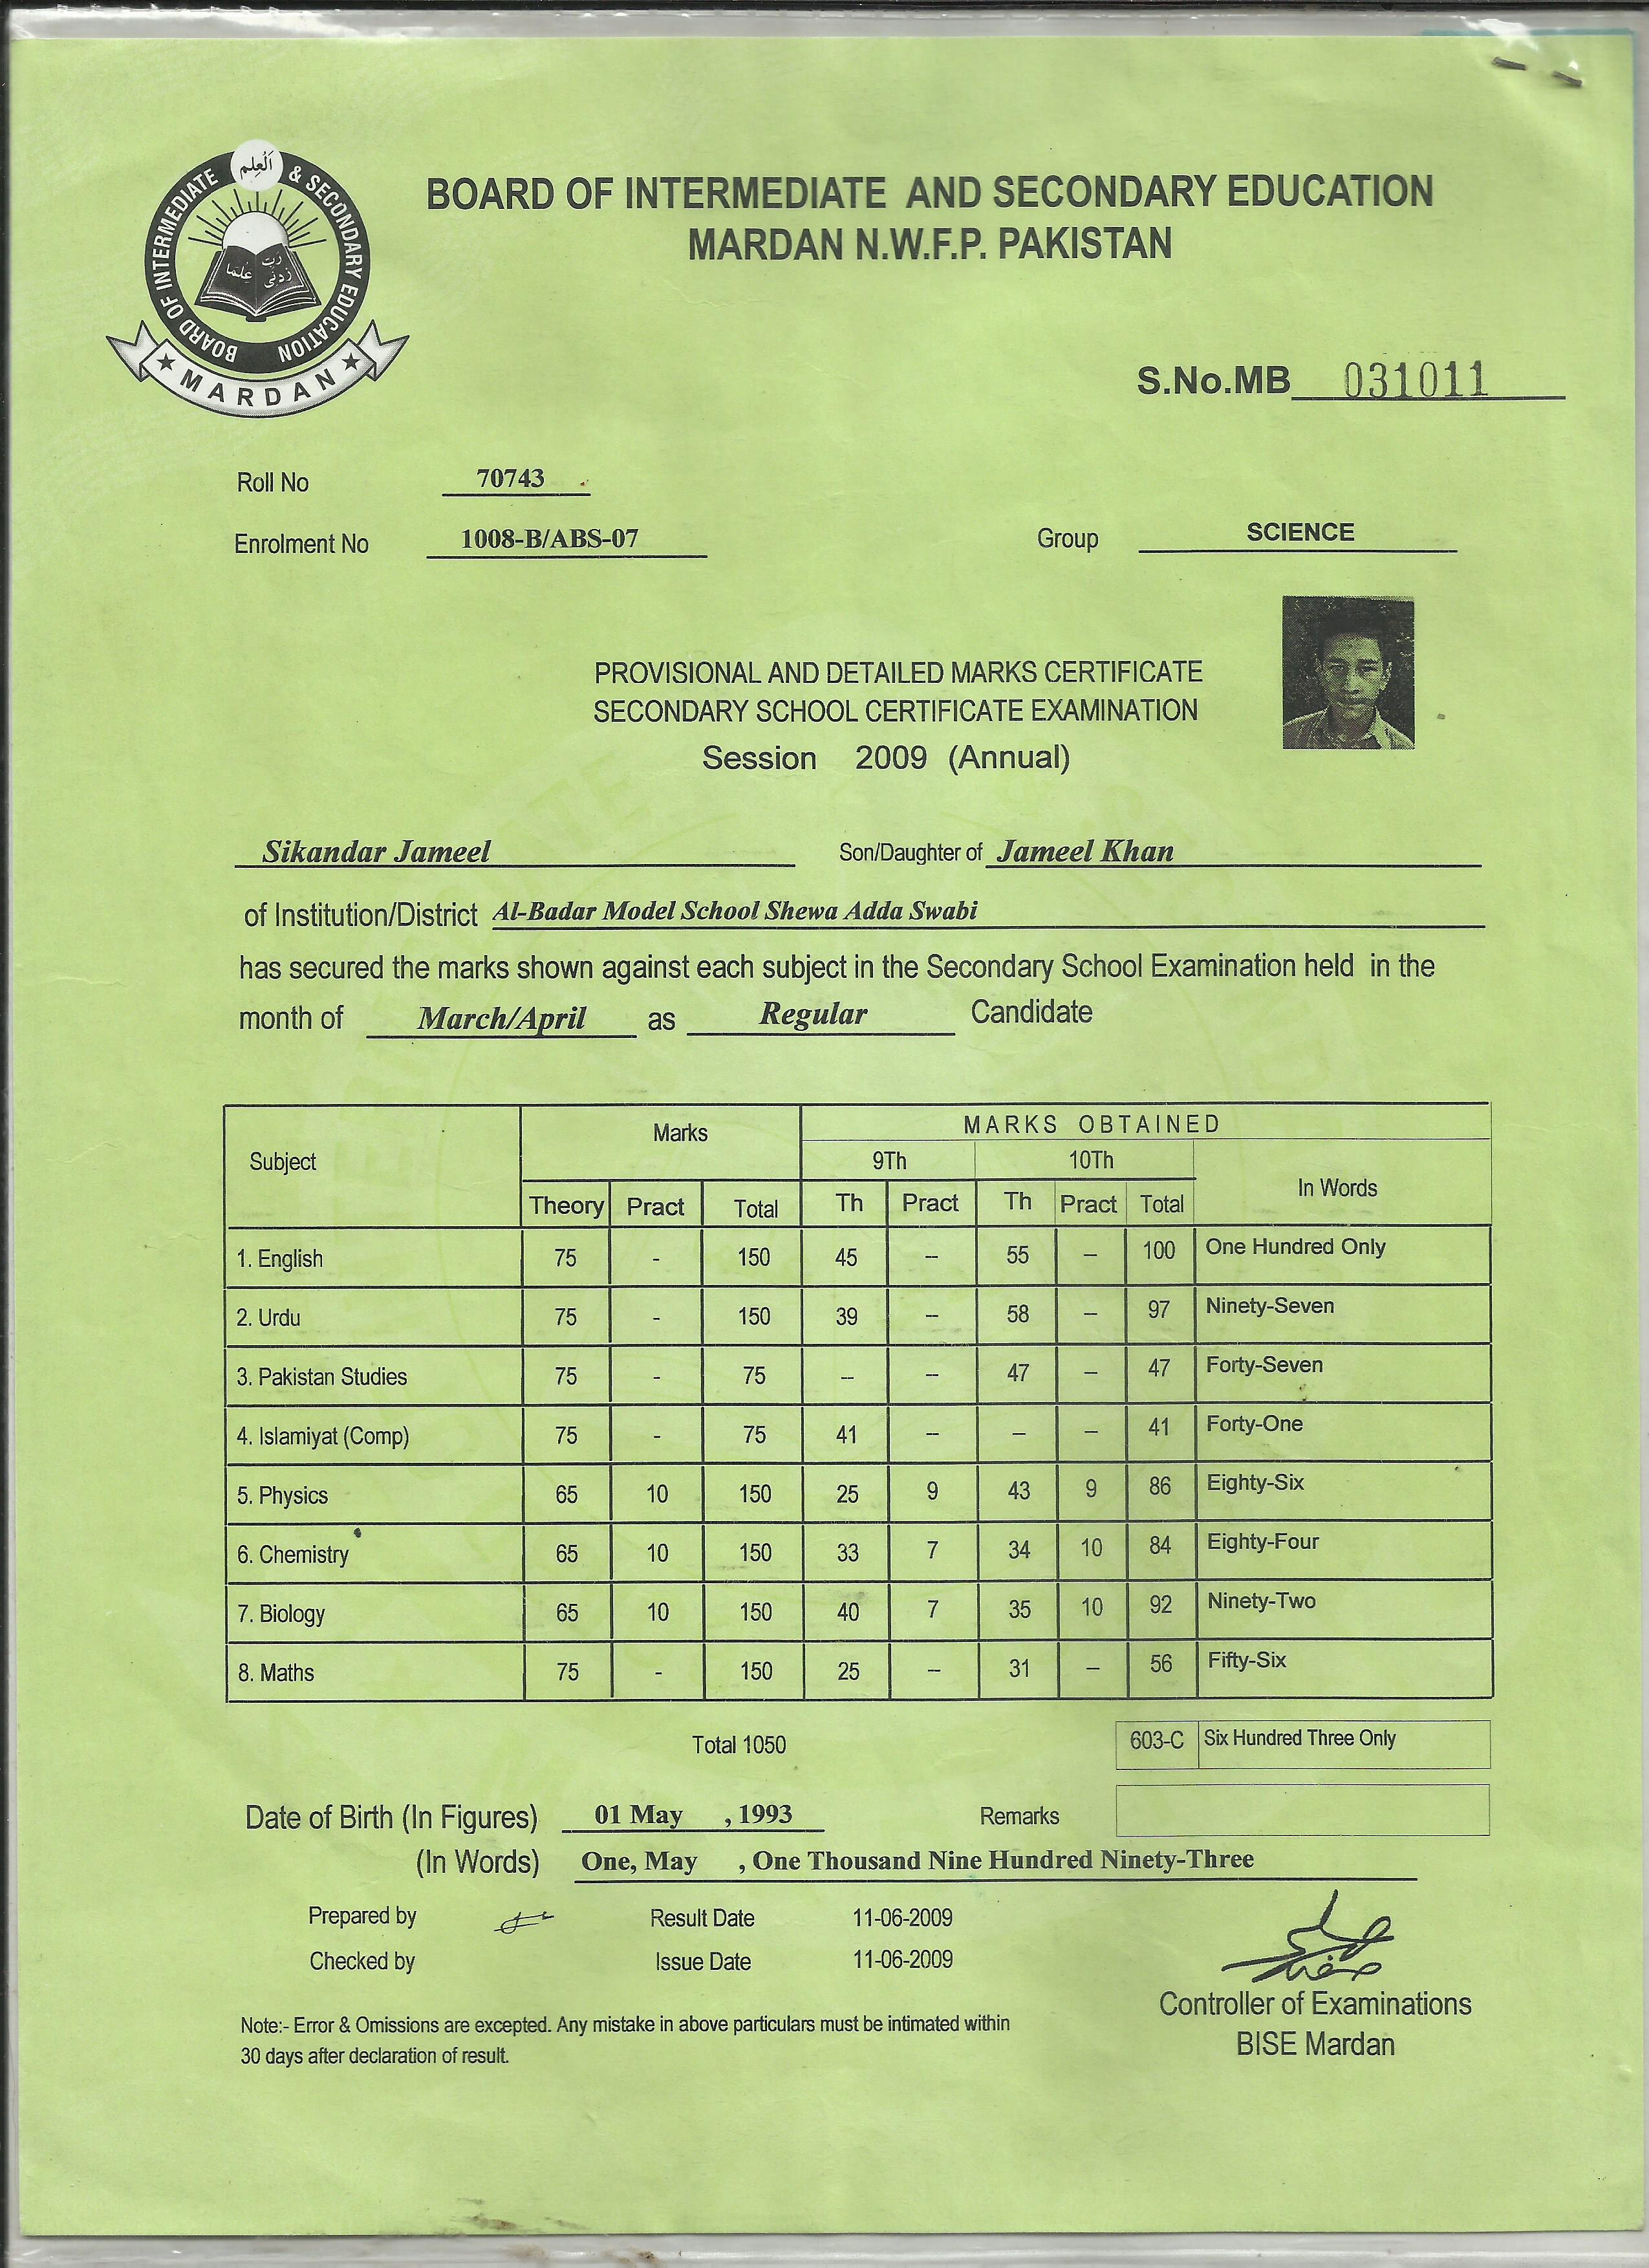 العلم
BOARD OF INTERMEDIATE & SECONDARY EDUCATION
رب زدنی علما
MARDAN
BOARD OF INTERMEDIATE AND SECONDARY EDUCATION
MARDAN N.W.F.P. PAKISTAN
S.No.MB 031011
Roll No 70743
Enrolment No 1008-B/ABS-07 Group SCIENCE
PROVISIONAL AND DETAILED MARKS CERTIFICATE
SECONDARY SCHOOL CERTIFICATE EXAMINATION
Session 2009 (Annual)
Sikandar Jameel Son/Daughter of Jameel Khan
of Institution/District Al-Badar Model School Shewa Adda Swabi
has secured the marks shown against each subject in the Secondary School Examination held in the
month of March/April as Regular Candidate
Subject Marks MARKS OBTAINED
9Th 10Th In Words
Theory Pract Total Th Pract Th Pract Total
1. English 75 - 150 45 -- 55 – 100 One Hundred Only
2. Urdu 75 - 150 39 -- 58 – 97 Ninety-Seven
3. Pakistan Studies 75 - 75 -- -- 47 – 47 Forty-Seven
4. Islamiyat (Comp) 75 - 75 41 -- – – 41 Forty-One
5. Physics 65 10 150 25 9 43 9 86 Eighty-Six
6. Chemistry 65 10 150 33 7 34 10 84 Eighty-Four
7. Biology 65 10 150 40 7 35 10 92 Ninety-Two
8. Maths 75 - 150 25 -- 31 – 56 Fifty-Six
Total 1050 603-C Six Hundred Three Only
Date of Birth (In Figures) 01 May , 1993 Remarks
(In Words) One, May , One Thousand Nine Hundred Ninety-Three
Prepared by Result Date 11-06-2009
Checked by Issue Date 11-06-2009
Controller of Examinations
BISE Mardan
Note:- Error & Omissions are excepted. Any mistake in above particulars must be intimated within
30 days after declaration of result.